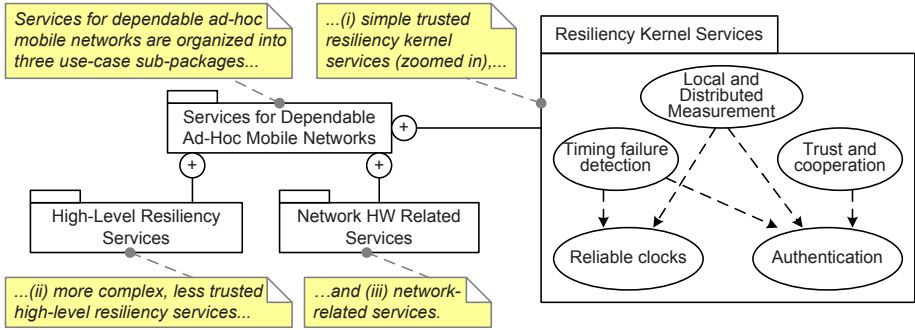 Services for dependable ad-hoc
mobile networks are organized into
three use-case sub-packages...
...(i) simple trusted
resiliency kernel
services (zoomed in),...
Resiliency Kernel Services
Local and
Distributed
Measurement
Services for Dependable
Ad-Hoc Mobile Networks
+
Timing failure
detection
Trust and
cooperation
+
+
High-Level Resiliency
Services
Network HW Related
Services
Reliable clocks
Authentication
...(ii) more complex, less trusted
high-level resiliency services...
...and (iii) network-
related services.